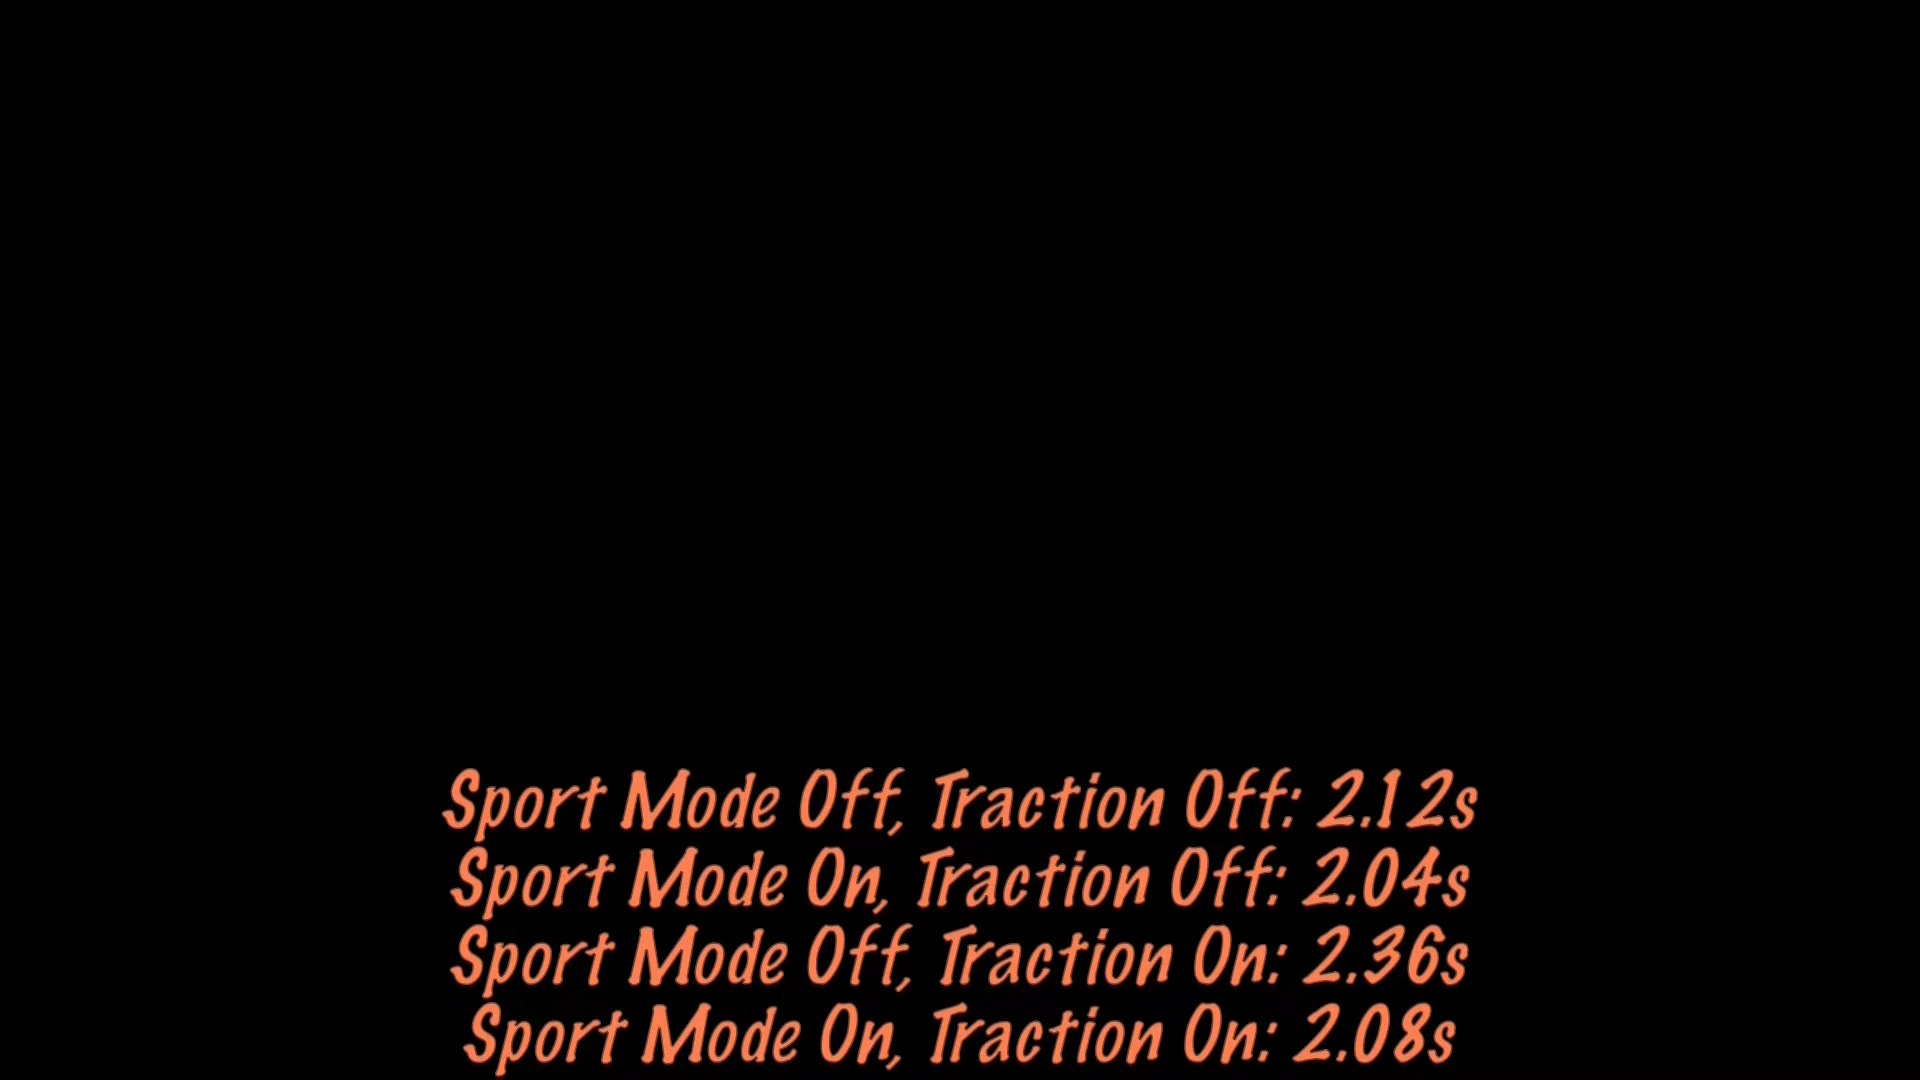 Sport Mode Off, Traction Off: 2.12s
Sport Mode On, Traction Off: 2.04s
Sport Mode Off, Traction On: 2.36s
Sport Mode On, Traction On: 2.08s